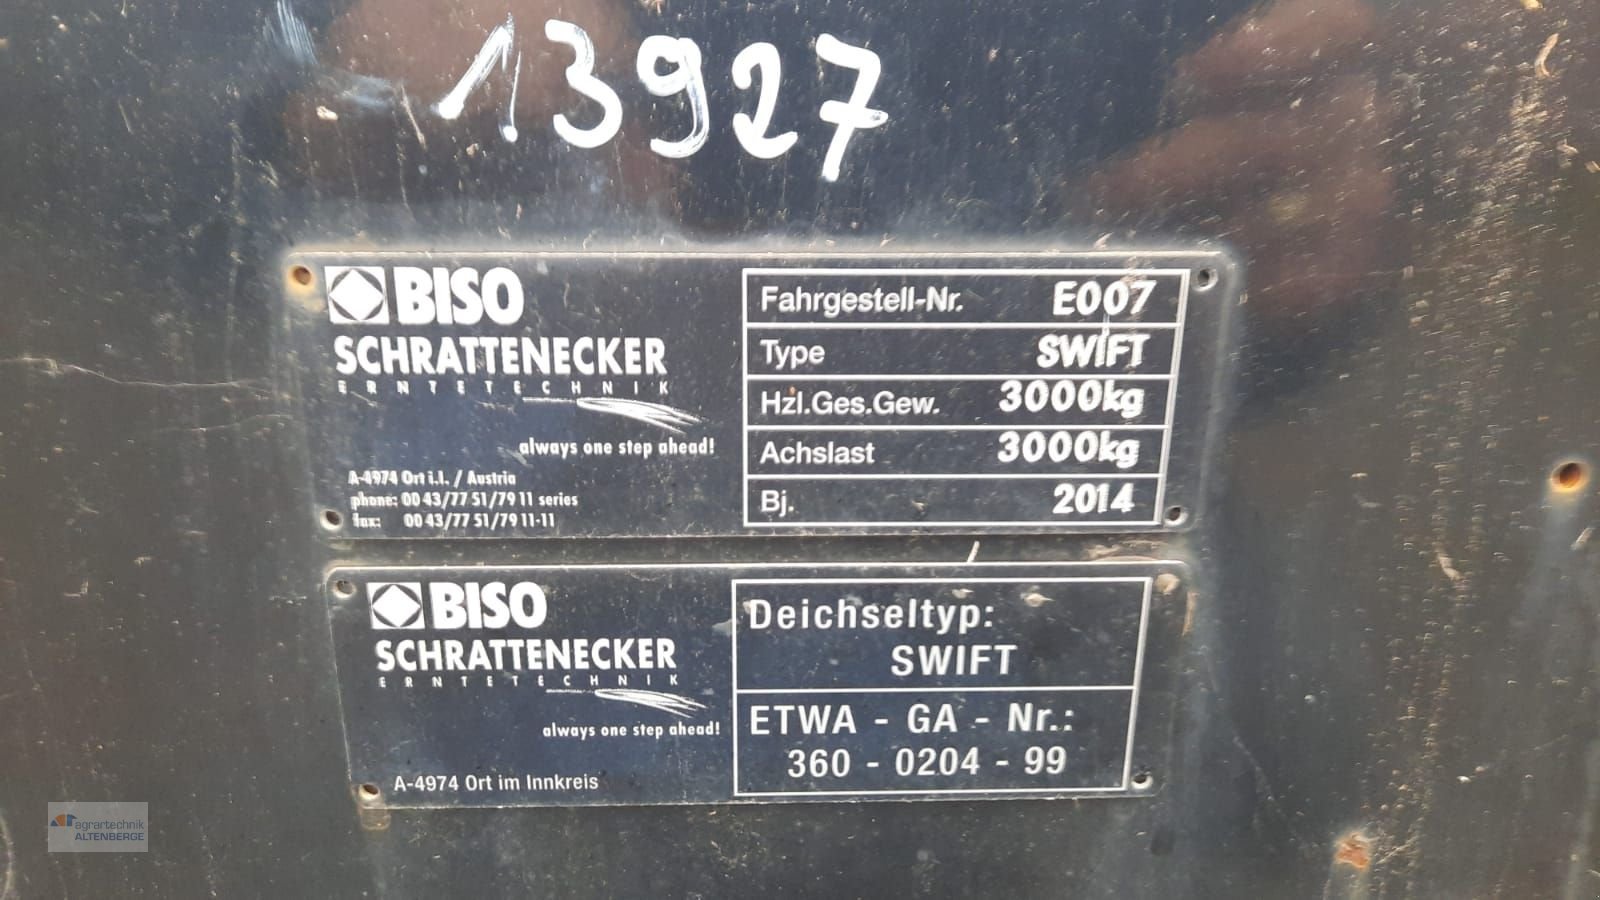 13927
BISO
SCHRATTENECKER
ERNTETECHNIK
always one step ahead!
A-4974 Ort i.I. / Austria
phone: 00 43/77 51/79 11 series
fax: 00 43/77 51/79 11-11
Fahrgestell-Nr. E007
Type SWIFT
Hzl.Ges.Gew. 3000kg
Achslast 3000kg
Bj. 2014
BISO
SCHRATTENECKER
ERNTETECHNIK
always one step ahead!
A-4974 Ort im Innkreis
Deichseltyp:
SWIFT
ETWA - GA - Nr.:
360 - 0204 - 99
agrartechnik
ALTENBERGE